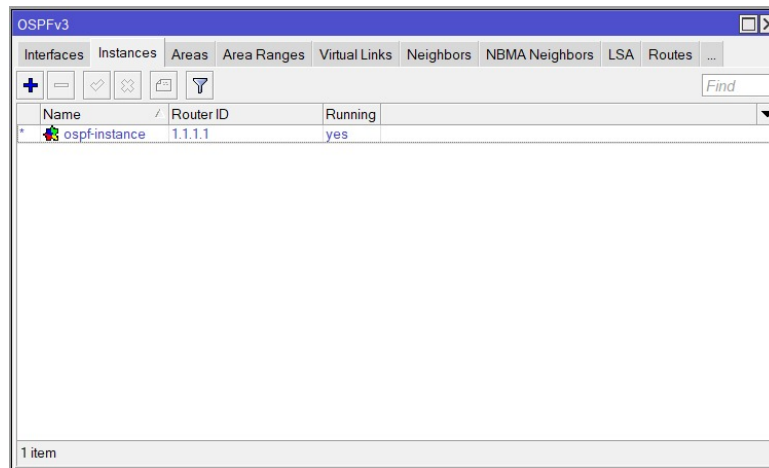 OSPFv3
Interfaces Instances Areas Area Ranges Virtual Links Neighbors NBMA Neighbors LSA Routes ...
Find
Name Router ID Running
* ospf-instance 1.1.1.1 yes
1 item